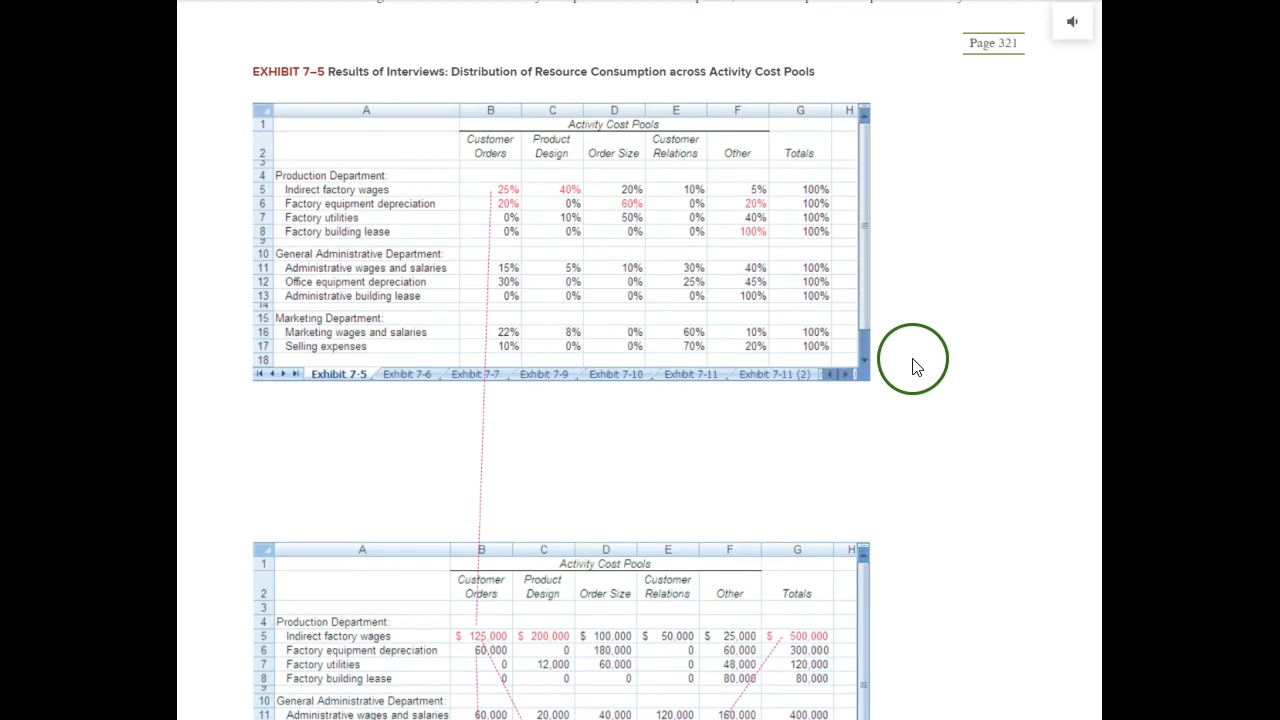 Page 321
EXHIBIT 7–5 Results of Interviews: Distribution of Resource Consumption across Activity Cost Pools
A B C D E F G H
1 Activity Cost Pools
Customer Product Customer
2 Orders Design Order Size Relations Other Totals
3
4 Production Department:
5 Indirect factory wages 25% 40% 20% 10% 5% 100%
6 Factory equipment depreciation 20% 0% 60% 0% 20% 100%
7 Factory utilities 0% 10% 50% 0% 40% 100%
8 Factory building lease 0% 0% 0% 0% 100% 100%
9
10 General Administrative Department:
11 Administrative wages and salaries 15% 5% 10% 30% 40% 100%
12 Office equipment depreciation 30% 0% 0% 25% 45% 100%
13 Administrative building lease 0% 0% 0% 0% 100% 100%
14
15 Marketing Department:
16 Marketing wages and salaries 22% 8% 0% 60% 10% 100%
17 Selling expenses 10% 0% 0% 70% 20% 100%
18
Exhibit 7-5 Exhibit 7-6 Exhibit 7-7 Exhibit 7-9 Exhibit 7-10 Exhibit 7-11 Exhibit 7-11 (2)
A B C D E F G H
1 Activity Cost Pools
Customer Product Customer
2 Orders Design Order Size Relations Other Totals
3
4 Production Department:
5 Indirect factory wages $ 125,000 $ 200,000 $ 100,000 $ 50,000 $ 25,000 $ 500,000
6 Factory equipment depreciation 60,000 0 180,000 0 60,000 300,000
7 Factory utilities 0 12,000 60,000 0 48,000 120,000
8 Factory building lease 0 0 0 0 80,000 80,000
9
10 General Administrative Department:
11 Administrative wages and salaries 60,000 20,000 40,000 120,000 160,000 400,000